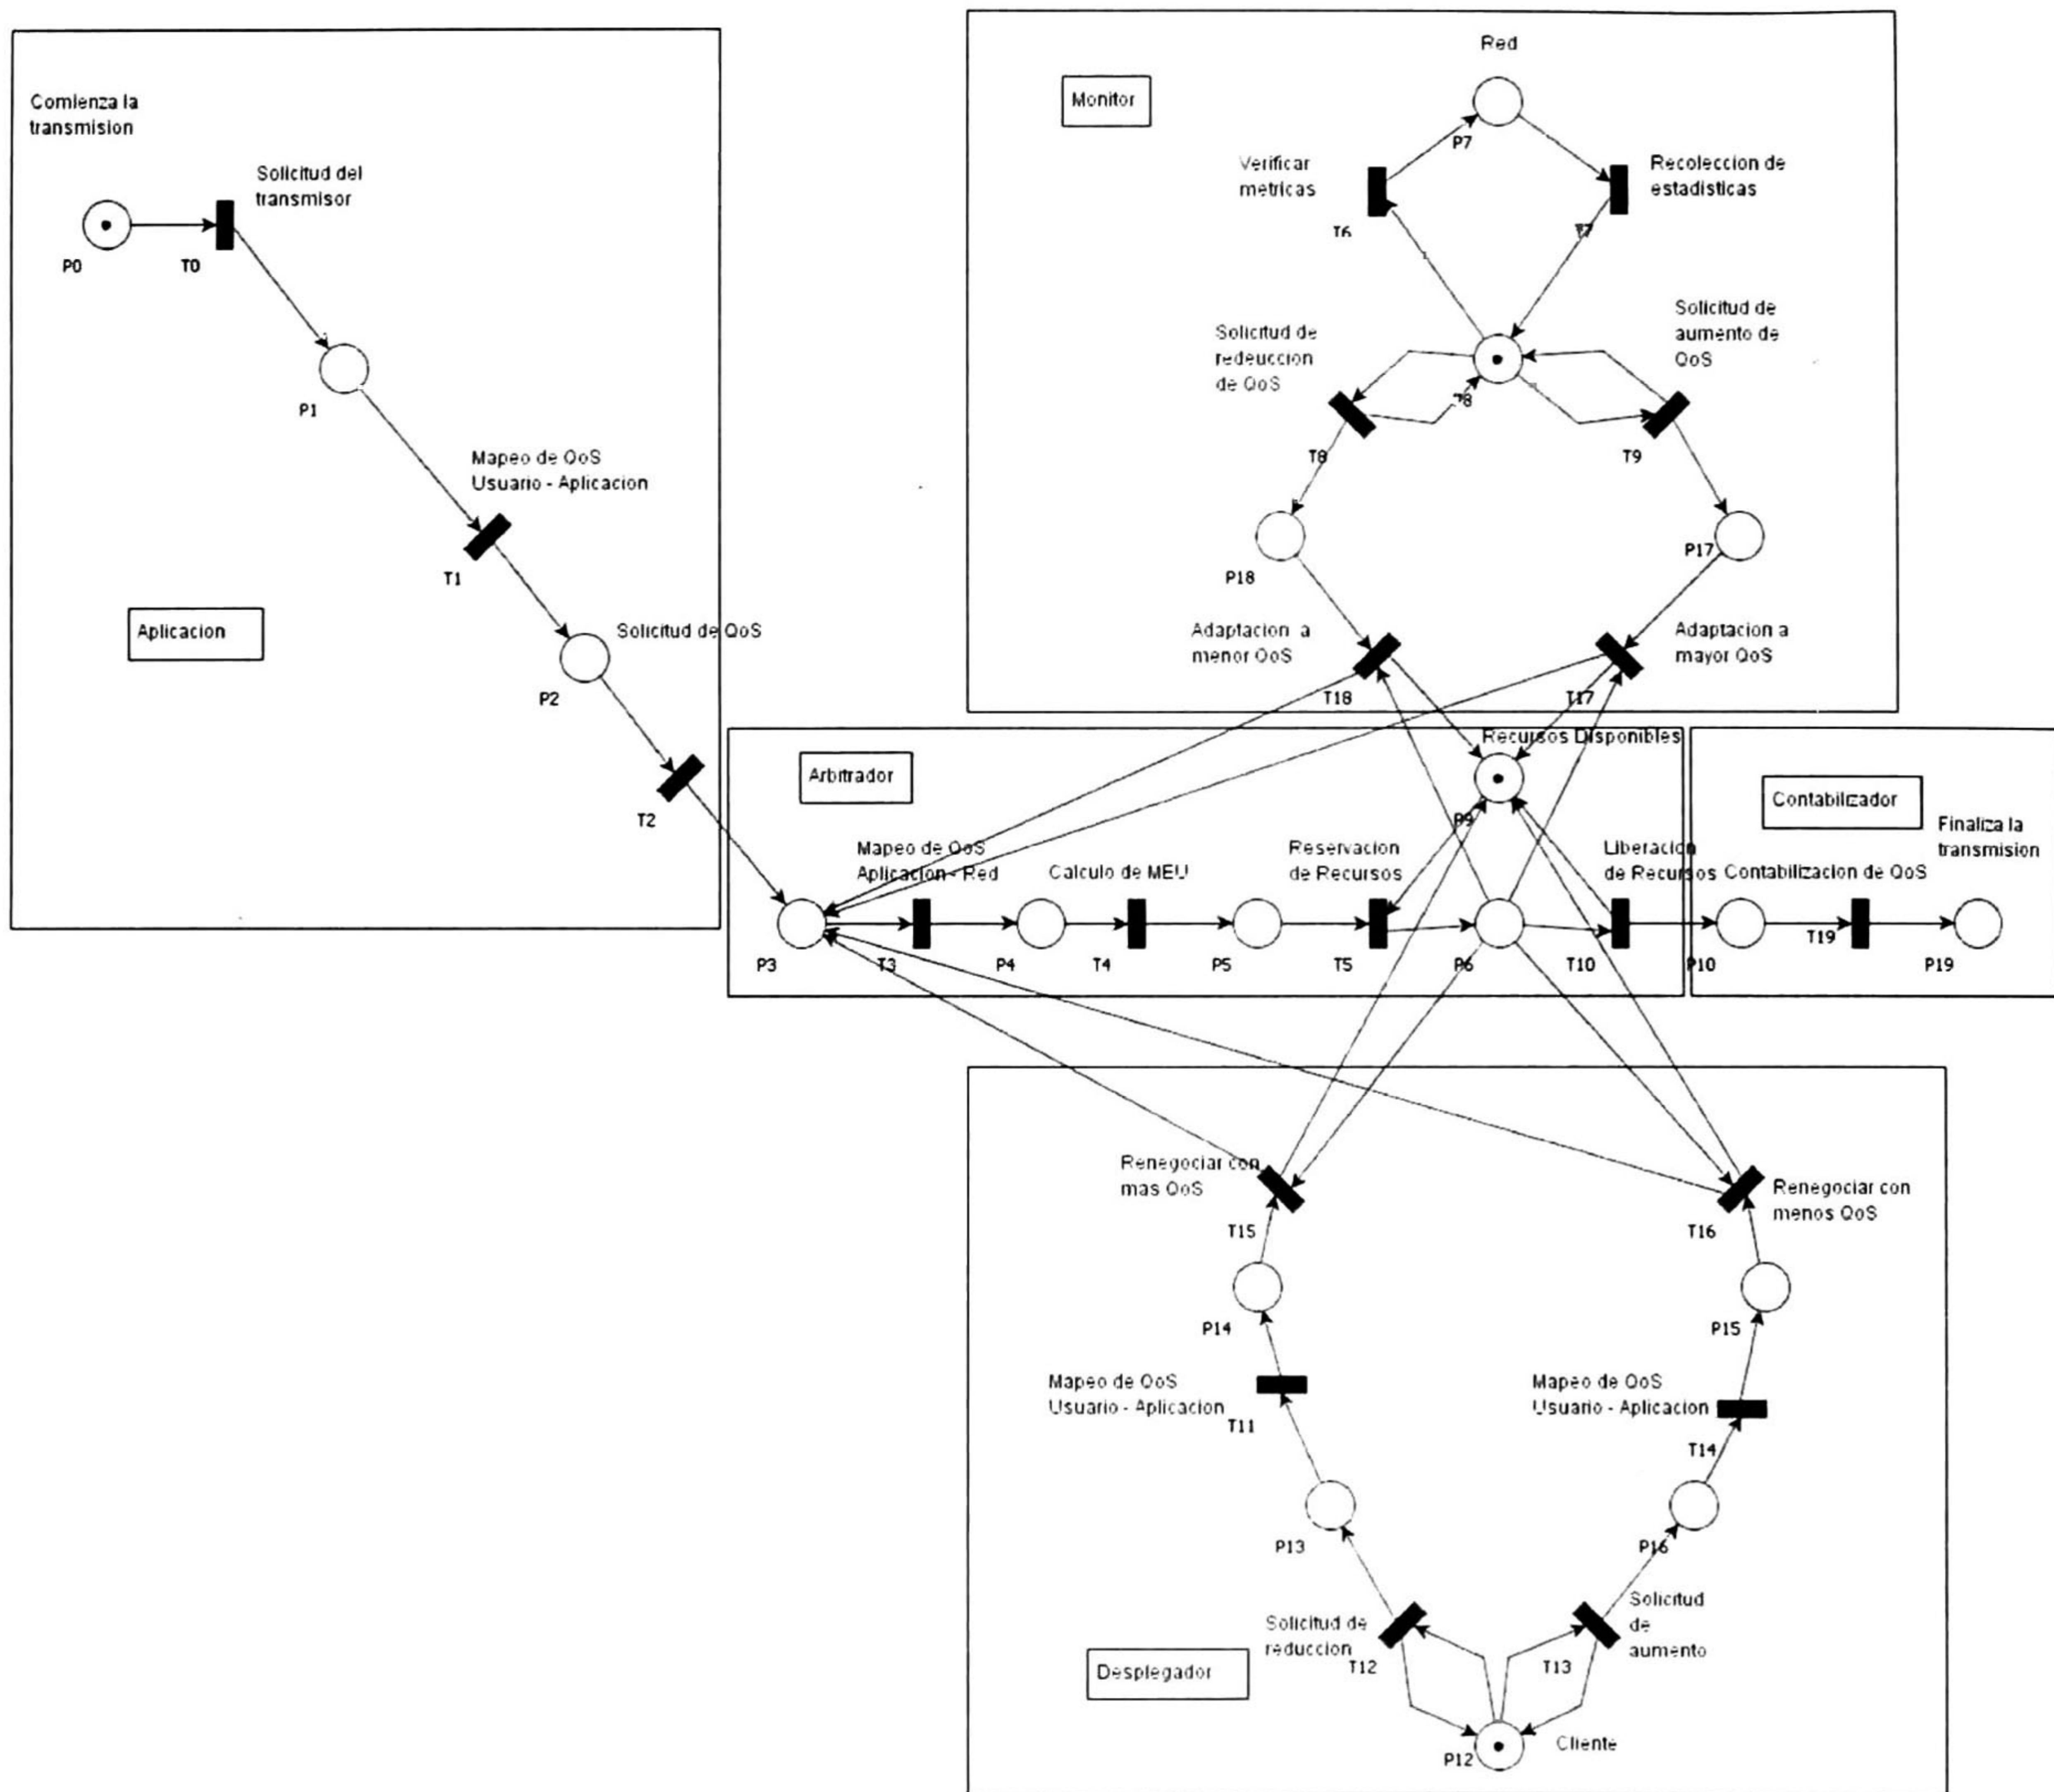 Comienza la
transmision
P0
T0
Solicitud del
transmisor
P1
Mapeo de QoS
Usuario - Aplicacion
T1
Aplicacion
Solicitud de QoS
P2
T2
Monitor
Red
P7
Verificar
metricas
T6
Recoleccion de
estadisticas
T7
Solicitud de
redeuccion
de QoS
Solicitud de
aumento de
QoS
P8
T8
T9
P18
P17
Adaptacion a
menor QoS
T18
T17
Adaptacion a
mayor QoS
Arbitrador
Recursos Disponibles
P9
Mapeo de QoS
Aplicacion - Red
Calculo de MEU
Reservacion
de Recursos
Liberacion
de Recursos
P3
T3
P4
T4
P5
T5
P6
T10
Contabilizador
Finaliza la
transmision
Contabilizacion de QoS
P10
T19
P19
Renegociar con
mas QoS
T15
Renegociar con
menos QoS
T16
P14
P15
Mapeo de QoS
Usuario - Aplicacion
T11
Mapeo de QoS
Usuario - Aplicacion
T14
P13
P16
Solicitud de
reduccion
T12
T13
Solicitud
de
aumento
Desplegador
P12
Cliente